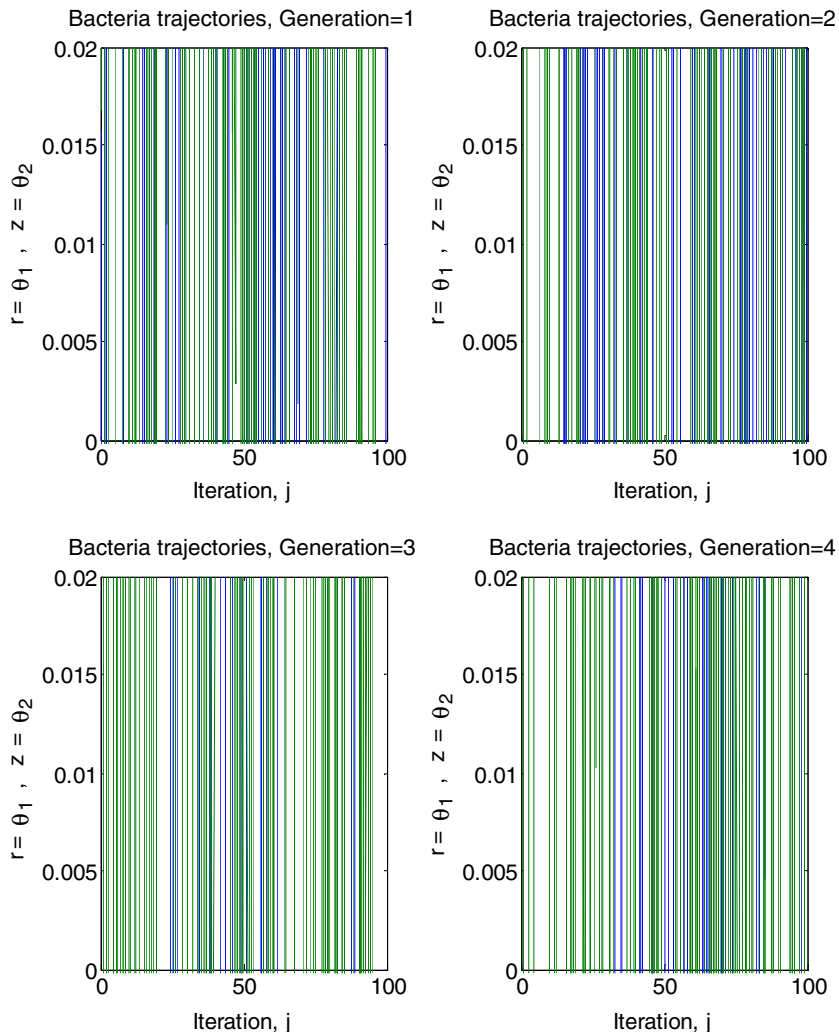 Bacteria trajectories, Generation=1
0.02
0.015
0.01
0.005
0
r = θ1 , z = θ2
0 50 100
Iteration, j
Bacteria trajectories, Generation=2
0.02
0.015
0.01
0.005
0
r = θ1 , z = θ2
0 50 100
Iteration, j
Bacteria trajectories, Generation=3
0.02
0.015
0.01
0.005
0
r = θ1 , z = θ2
0 50 100
Iteration, j
Bacteria trajectories, Generation=4
0.02
0.015
0.01
0.005
0
r = θ1 , z = θ2
0 50 100
Iteration, j